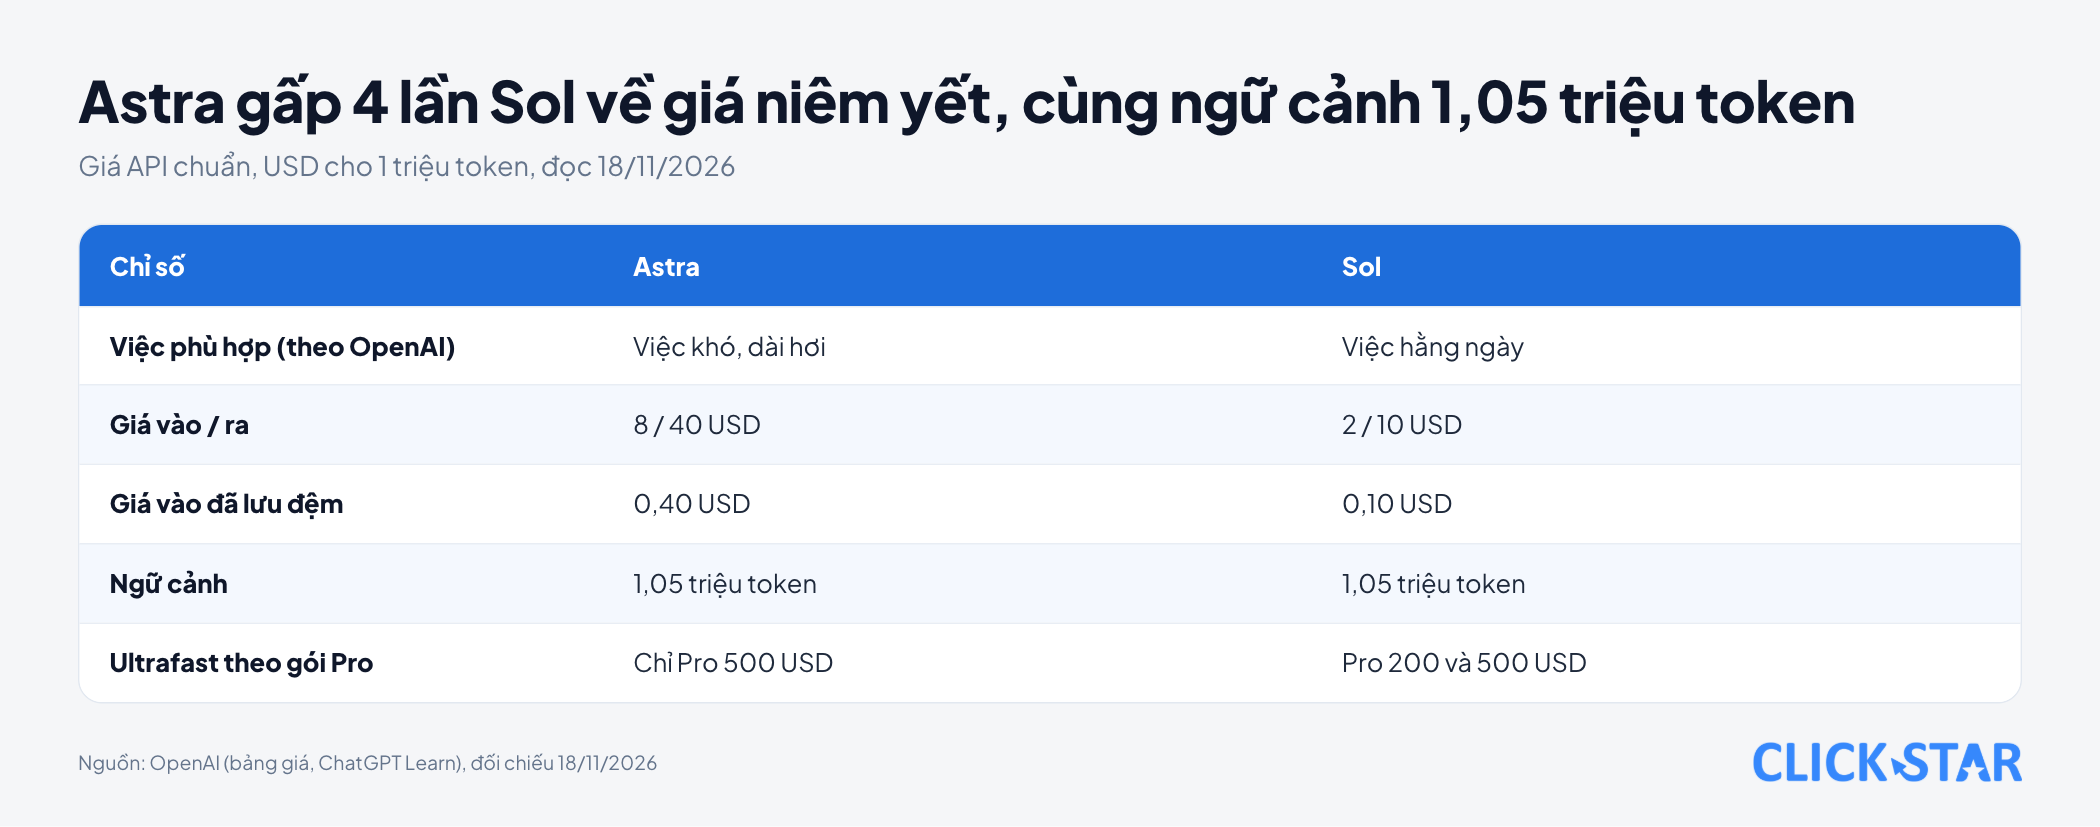 Astra gấp 4 lần Sol về giá niêm yết, cùng ngữ cảnh 1,05 triệu token
Giá API chuẩn, USD cho 1 triệu token, đọc 18/11/2026
Chỉ số Astra Sol
Việc phù hợp (theo OpenAI) Việc khó, dài hơi Việc hằng ngày
Giá vào / ra 8 / 40 USD 2 / 10 USD
Giá vào đã lưu đệm 0,40 USD 0,10 USD
Ngữ cảnh 1,05 triệu token 1,05 triệu token
Ultrafast theo gói Pro Chỉ Pro 500 USD Pro 200 và 500 USD
Nguồn: OpenAI (bảng giá, ChatGPT Learn), đối chiếu 18/11/2026
CLICK STAR